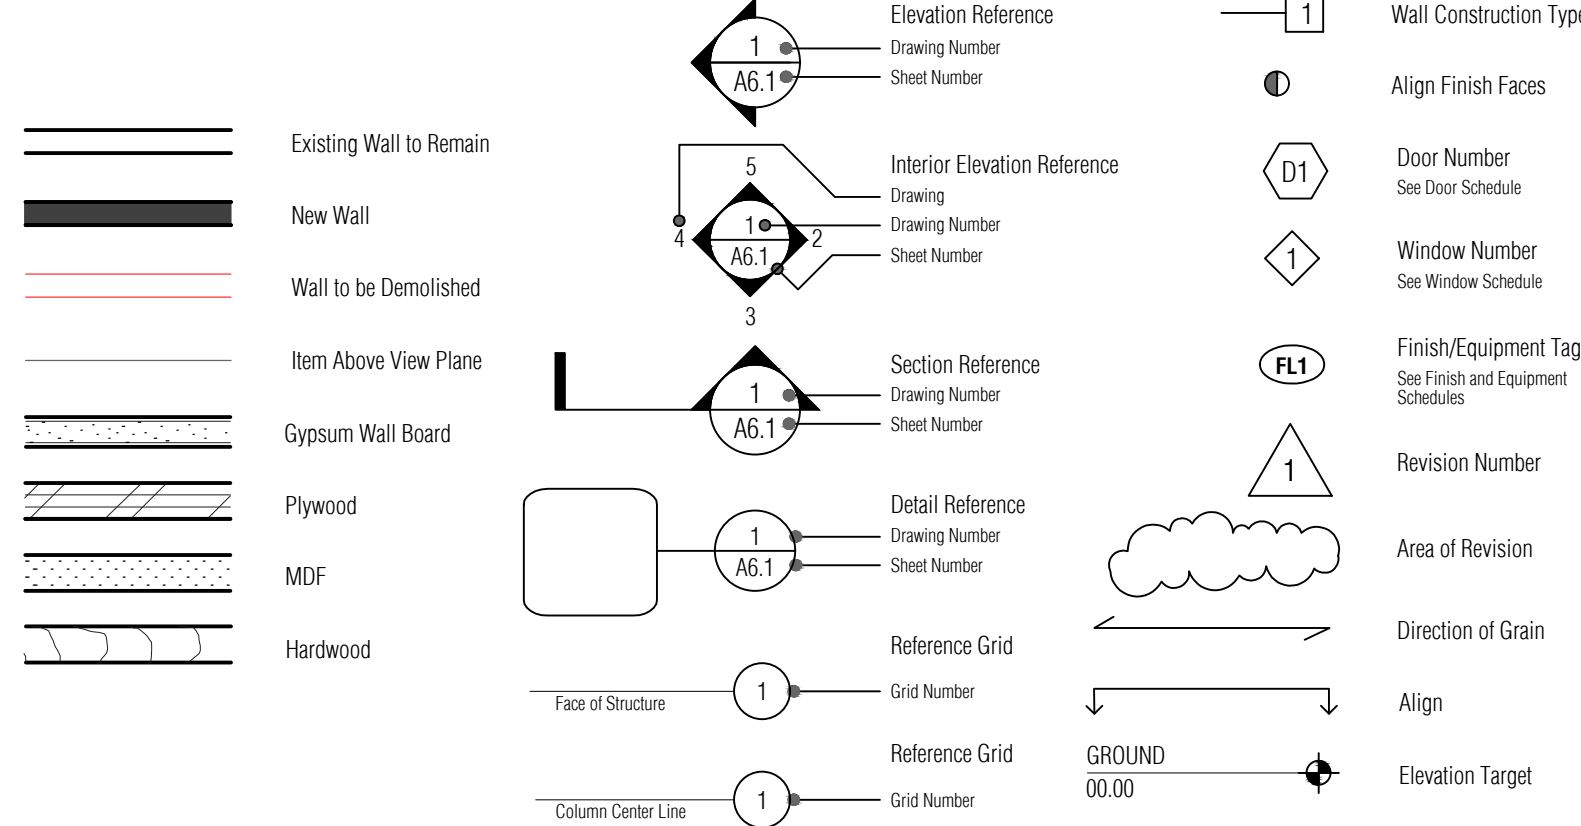 Existing Wall to Remain
New Wall
Wall to be Demolished
Item Above View Plane
Gypsum Wall Board
Plywood
MDF
Hardwood
Elevation Reference
1
Drawing Number
A6.1
Sheet Number
Interior Elevation Reference
5
Drawing
1
Drawing Number
4
2
A6.1
Sheet Number
3
Section Reference
1
Drawing Number
A6.1
Sheet Number
Detail Reference
1
Drawing Number
A6.1
Sheet Number
Reference Grid
1
Grid Number
Face of Structure
Reference Grid
1
Grid Number
Column Center Line
1
Wall Construction Type
Align Finish Faces
D1
Door Number
See Door Schedule
1
Window Number
See Window Schedule
FL1
Finish/Equipment Tag
See Finish and Equipment
Schedules
1
Revision Number
Area of Revision
Direction of Grain
Align
GROUND
00.00
Elevation Target